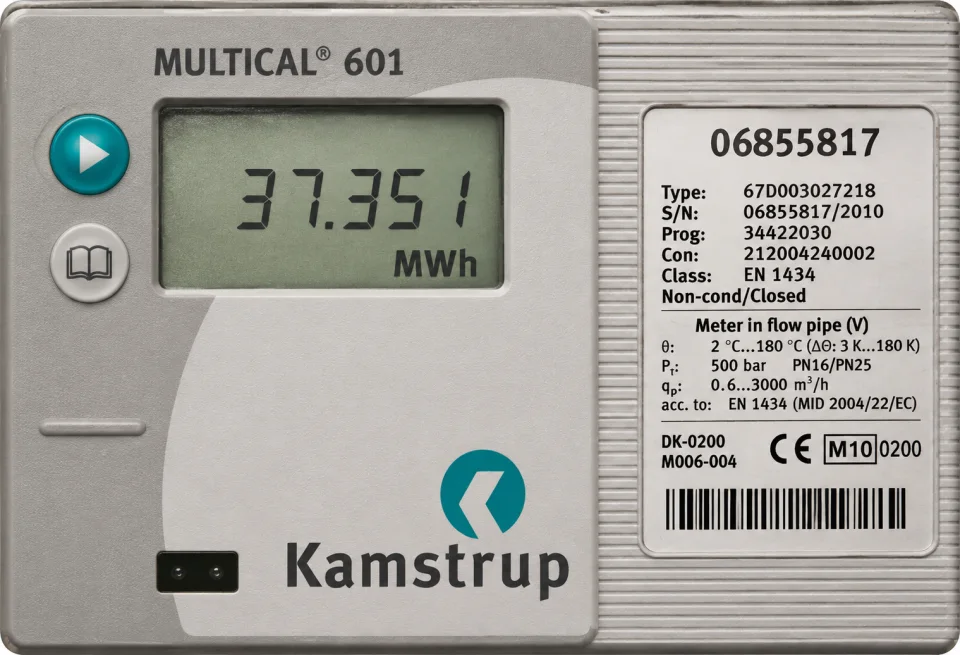 MULTICAL® 601
37.351
MWh
Kamstrup
06855817
Type: 67D003027218
S/N: 06855817/2010
Prog: 34422030
Con: 212004240002
Class: EN 1434
Non-cond/Closed
Meter in flow pipe (V)
θ: 2 °C...180 °C (ΔΘ: 3 K...180 K)
PT: 500 bar PN16/PN25
qp: 0.6...3000 m³/h
acc. to: EN 1434 (MID 2004/22/EC)
DK-0200
M006-004
CE M10 0200